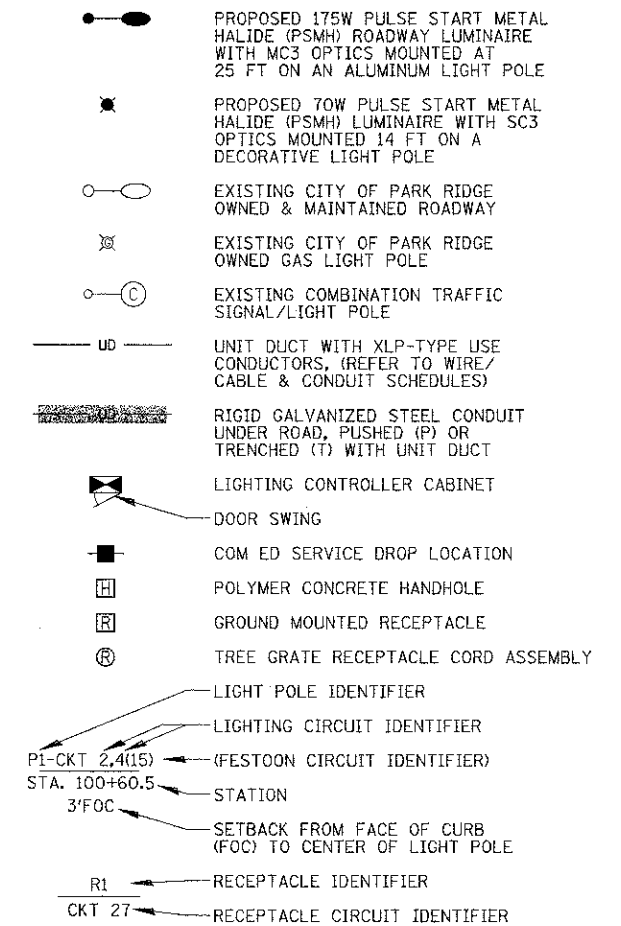 PROPOSED 175W PULSE START METAL
HALIDE (PSMH) ROADWAY LUMINAIRE
WITH MC3 OPTICS MOUNTED AT
25 FT ON AN ALUMINUM LIGHT POLE
PROPOSED 70W PULSE START METAL
HALIDE (PSMH) LUMINAIRE WITH SC3
OPTICS MOUNTED 14 FT ON A
DECORATIVE LIGHT POLE
EXISTING CITY OF PARK RIDGE
OWNED & MAINTAINED ROADWAY
G
EXISTING CITY OF PARK RIDGE
OWNED GAS LIGHT POLE
C
EXISTING COMBINATION TRAFFIC
SIGNAL/LIGHT POLE
UD
UNIT DUCT WITH XLP-TYPE USE
CONDUCTORS, (REFER TO WIRE/
CABLE & CONDUIT SCHEDULES)
UD
RIGID GALVANIZED STEEL CONDUIT
UNDER ROAD, PUSHED (P) OR
TRENCHED (T) WITH UNIT DUCT
LIGHTING CONTROLLER CABINET
DOOR SWING
COM ED SERVICE DROP LOCATION
H
POLYMER CONCRETE HANDHOLE
R
GROUND MOUNTED RECEPTACLE
R
TREE GRATE RECEPTACLE CORD ASSEMBLY
LIGHT POLE IDENTIFIER
LIGHTING CIRCUIT IDENTIFIER
P1-CKT 2,4(15)
(FESTOON CIRCUIT IDENTIFIER)
STA. 100+60.5
STATION
3'FOC
SETBACK FROM FACE OF CURB
(FOC) TO CENTER OF LIGHT POLE
R1
RECEPTACLE IDENTIFIER
CKT 27
RECEPTACLE CIRCUIT IDENTIFIER